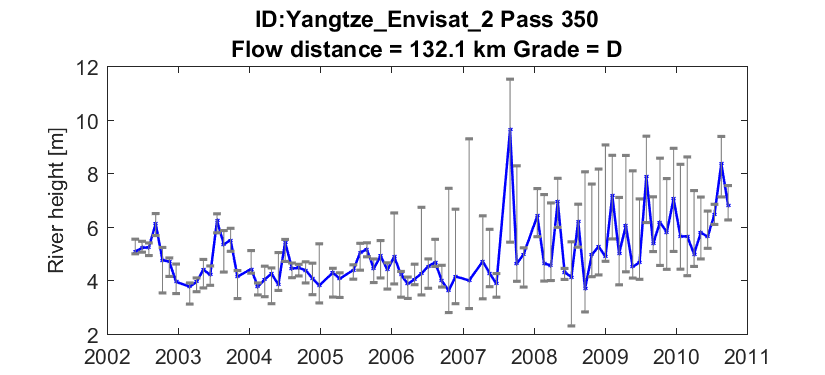 ID:Yangtze_Envisat_2 Pass 350
Flow distance = 132.1 km Grade = D
River height [m]
12
10
8
6
4
2
2002 2003 2004 2005 2006 2007 2008 2009 2010 2011